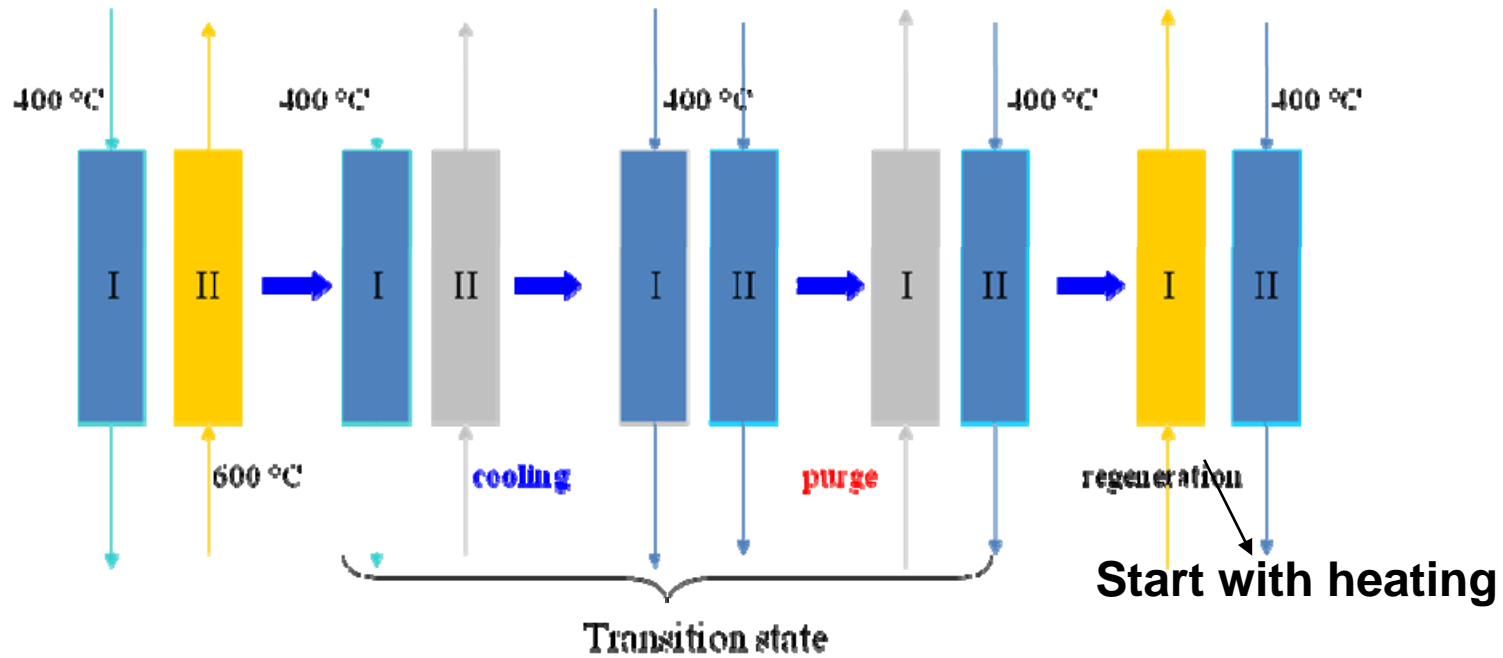 400 °C
400 °C
400 °C
400 °C
400 °C
I
II
I
II
I
II
I
II
I
II
600 °C
cooling
purge
regeneration
Start with heating
Transition state